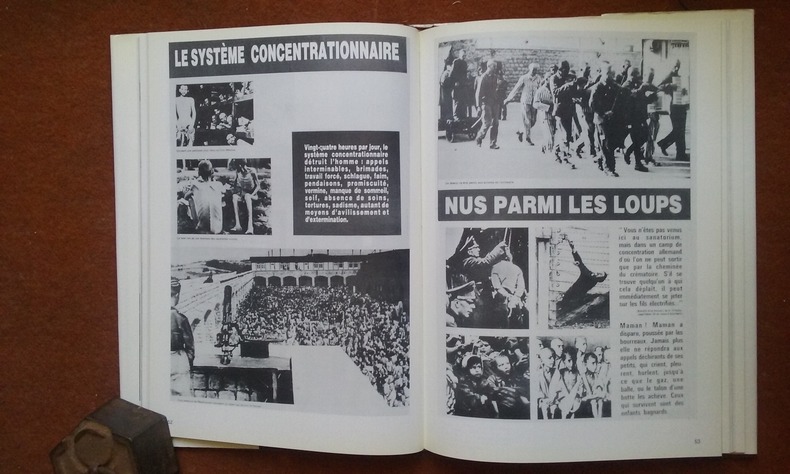 LE SYSTÈME CONCENTRATIONNAIRE
Vingt-quatre heures par jour, le
système concentrationnaire
détruit l'homme : appels
interminables, brimades,
travail forcé, schlague, faim,
pendaisons, promiscuité,
vermine, manque de sommeil,
soif, absence de soins,
tortures, sadisme, autant de
moyens d'avilissement et
d'extermination.
NUS PARMI LES LOUPS
"Vous n'êtes pas venus
ici au sanatorium,
mais dans un camp de
concentration allemand
d'où l'on ne peut sortir
que par la cheminée
du crématoire. S'il se
trouve quelqu'un à qui
cela déplaît, il peut
immédiatement se jeter
sur les fils électrifiés."
Maman ! Maman a
disparu, poussée par les
bourreaux. Jamais plus
elle ne répondra aux
appels déchirants de ses
petits, qui crient, pleu-
rent, hurlent, jusqu'à
ce que le gaz, une
balle, ou le talon d'une
botte les achève. Ceux
qui survivent sont des
enfants bagnards.